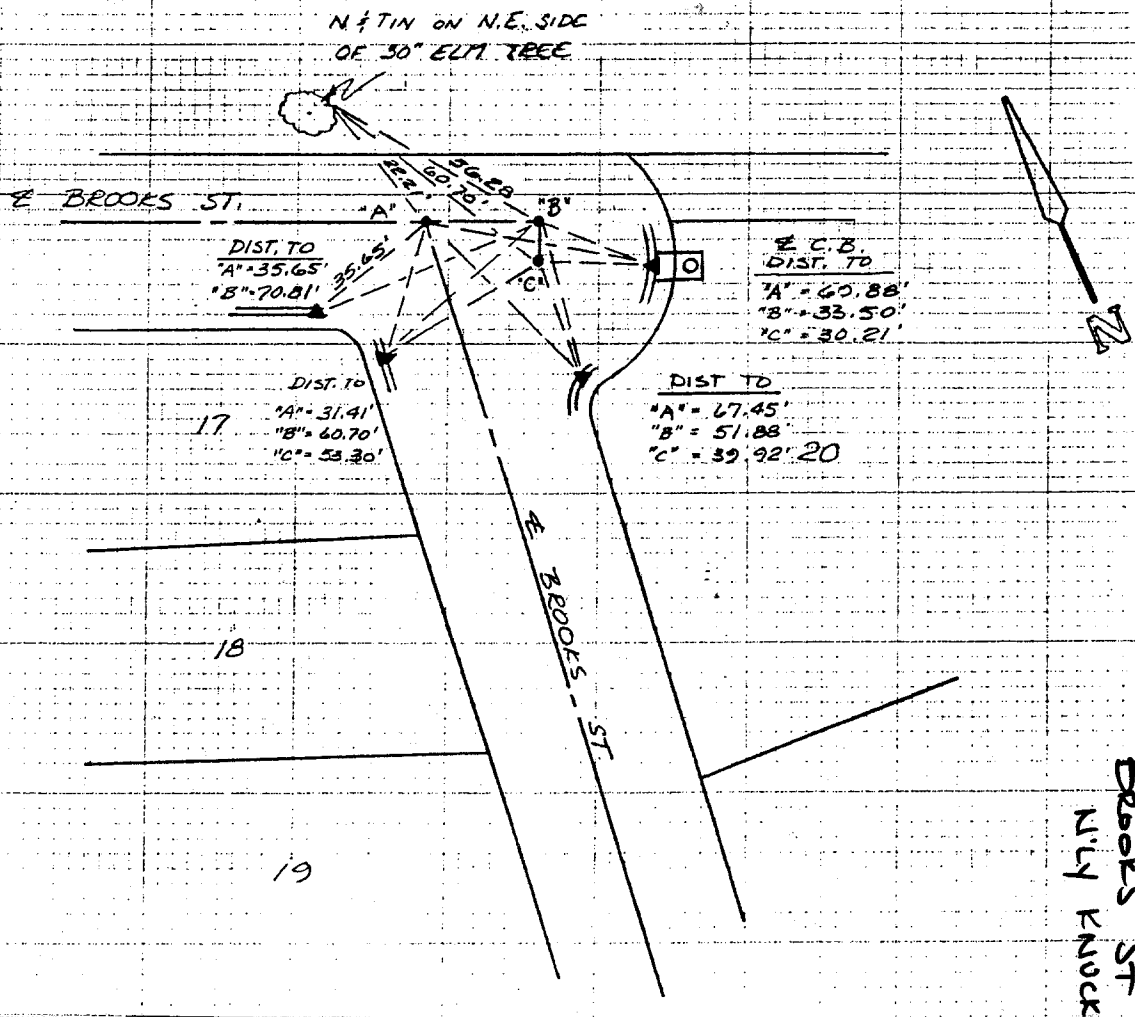 N. & TIN ON N.E. SIDE
OF 30" ELM TREE
22.21'
60.70'
56.28
℄ BROOKS ST.
"A"
"B"
"C"
DIST. TO
"A" = 35.65'
"B" = 70.81'
35.65'
℄ C.B.
DIST. TO
"A" = 60.88'
"B" = 33.50'
"C" = 30.21'
N
DIST. TO
"A" = 31.41'
"B" = 60.70'
"C" = 53.30'
DIST TO
"A" = 67.45'
"B" = 51.88'
"C" = 39.92'
17
20
℄ BROOKS ST.
18
19
BROOKS ST
N'LY KNUCK